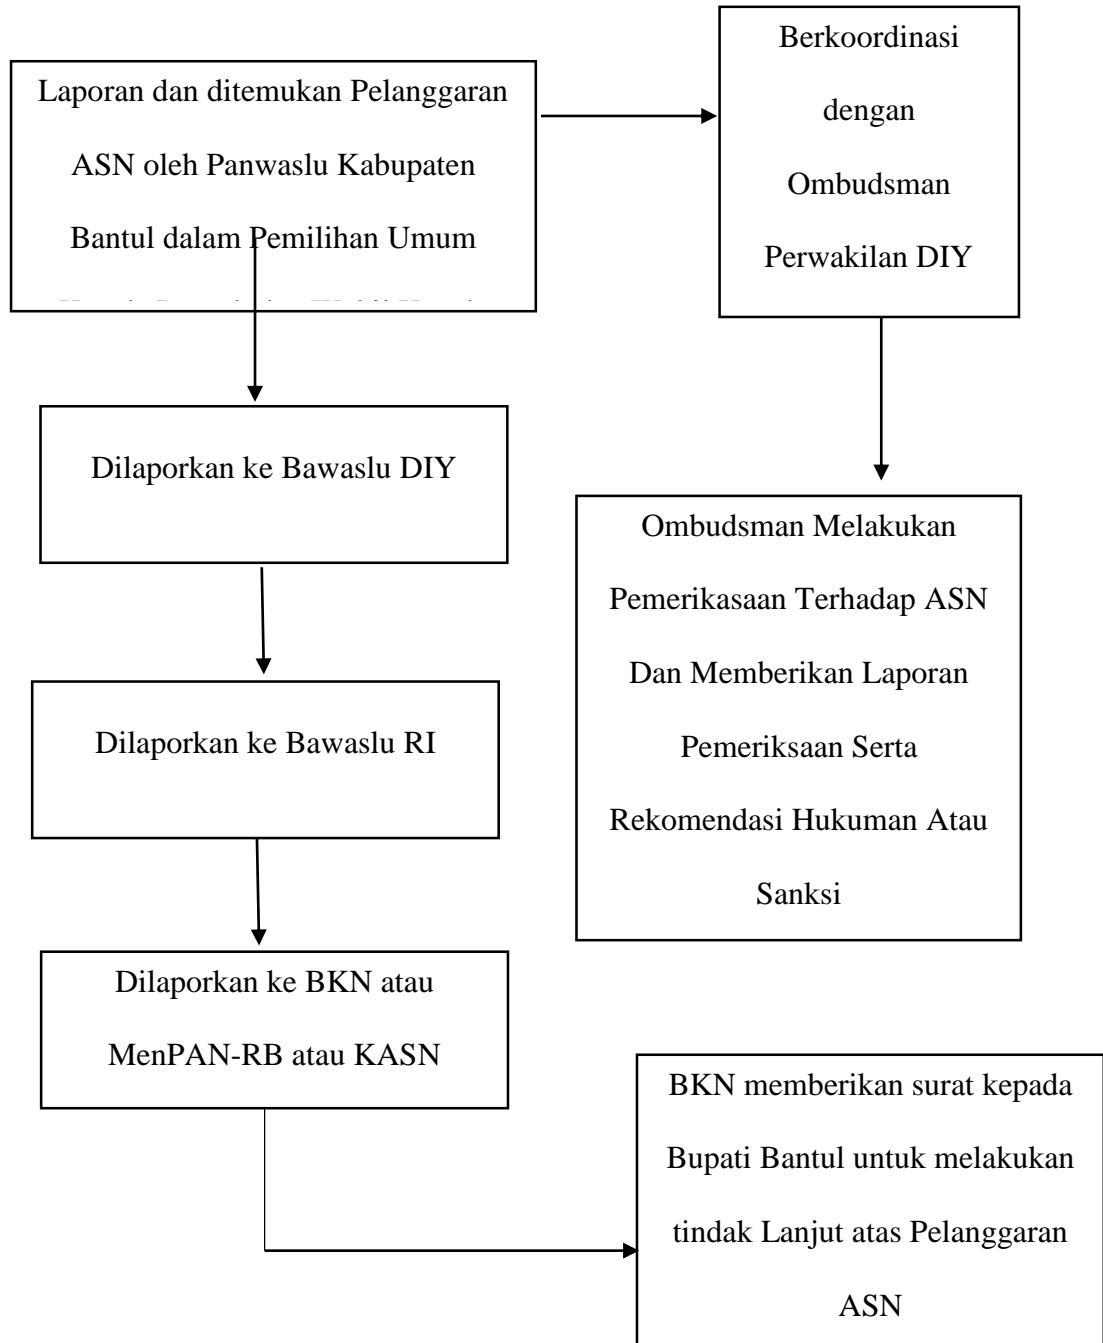 Laporan dan ditemukan Pelanggaran
ASN oleh Panwaslu Kabupaten
Bantul dalam Pemilihan Umum
Berkoordinasi
dengan
Ombudsman
Perwakilan DIY
Dilaporkan ke Bawaslu DIY
Ombudsman Melakukan
Pemerikasaan Terhadap ASN
Dan Memberikan Laporan
Pemeriksaan Serta
Rekomendasi Hukuman Atau
Sanksi
Dilaporkan ke Bawaslu RI
Dilaporkan ke BKN atau
MenPAN-RB atau KASN
BKN memberikan surat kepada
Bupati Bantul untuk melakukan
tindak Lanjut atas Pelanggaran
ASN